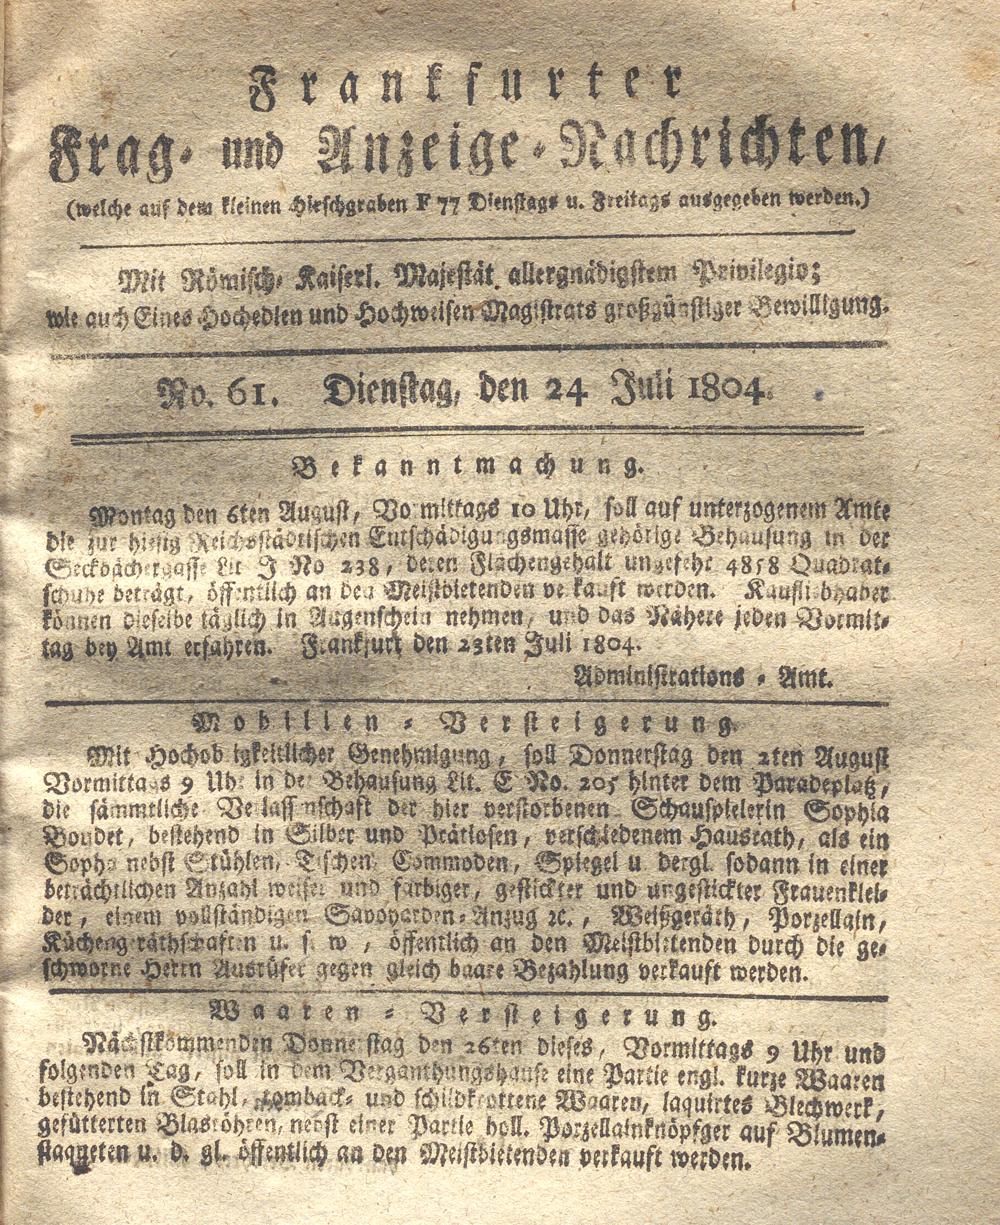 Frankfurter
Frag- und Anzeige-Nachrichten,
(welche auf dem kleinen Hirschgraben F 77 Dienstags u. Freitags ausgegeben werden.)
Mit Römisch- Kaiserl. Majestät allergnädigstem Privilegio;
wie auch Eines Hochedlen und Hochweisen Magistrats großgünstiger Bewilligung.
No. 61. Dienstag, den 24 Juli 1804.
Bekanntmachung.
Montag den 6ten August, Vormittags 10 Uhr, soll auf unterzogenem Amte
die zur hiesig Reichsstädtischen Entschädigungsmasse gehörige Behausung in der
Seckbächergasse Lit J No 238, deren Flächengehalt ungefehr 4858 Quadrat-
schuhe beträgt, öffentlich an den Meistbietenden verkauft werden. Kaufliebhaber
können dieselbe täglich in Augenschein nehmen, und das Nähere jeden Vormit-
tag bey Amt erfahren. Frankfurt den 23ten Juli 1804.
Administrations-Amt.
Mobilien-Versteigerung.
Mit Hochobrigkeitlicher Genehmigung, soll Donnerstag den 2ten August
Vormittags 9 Uhr in der Behausung Lit. E No. 205 hinter dem Paradeplatz,
die sämmtliche Verlassenschaft der hier verstorbenen Schauspielerin Sophia
Boudet, bestehend in Silber und Prätiosen, verschiedenem Hausrath, als ein
Sopha nebst Stühlen, Tischen, Commoden, Spiegel u. dergl. sodann in einer
beträchtlichen Anzahl weiser und farbiger, gestickter und ungestickter Frauenklei-
der, einem vollständigen Savoyarden-Anzug ꝛc., Weißgeräth, Porzellain,
Küchengeräthschaften u. s. w, öffentlich an den Meistbietenden durch die ge-
schworne Herrn Ausrüfer gegen gleich baare Bezahlung verkauft werden.
Waaren-Versteigerung.
Nächstkommenden Donnerstag den 26ten dieses, Vormittags 9 Uhr und
folgenden Tag, soll in dem Verganthungshause eine Partie engl. kurze Waaren
bestehend in Stahl, tomback- und schildkrottene Waaren, laquirtes Blechwerk,
gefütterten Blasröhren, nebst einer Partie holl. Porzellainknöpfger auf Blumen-
staqueten u. d. gl. öffentlich an den Meistbietenden verkauft werden.